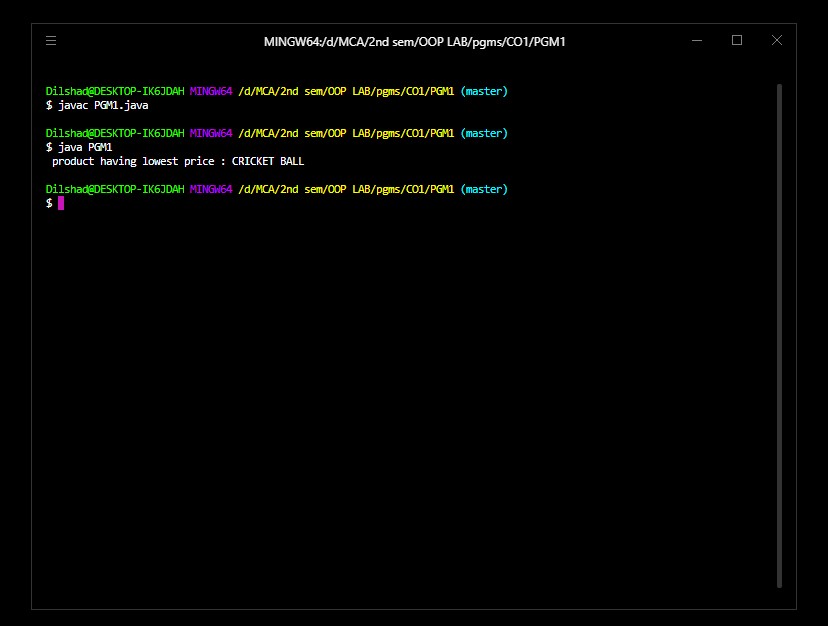 MINGW64:/d/MCA/2nd sem/OOP LAB/pgms/CO1/PGM1
Dilshad@DESKTOP-IK6JDAH MINGW64 /d/MCA/2nd sem/OOP LAB/pgms/CO1/PGM1 (master)
$ javac PGM1.java
Dilshad@DESKTOP-IK6JDAH MINGW64 /d/MCA/2nd sem/OOP LAB/pgms/CO1/PGM1 (master)
$ java PGM1
product having lowest price : CRICKET BALL
Dilshad@DESKTOP-IK6JDAH MINGW64 /d/MCA/2nd sem/OOP LAB/pgms/CO1/PGM1 (master)
$